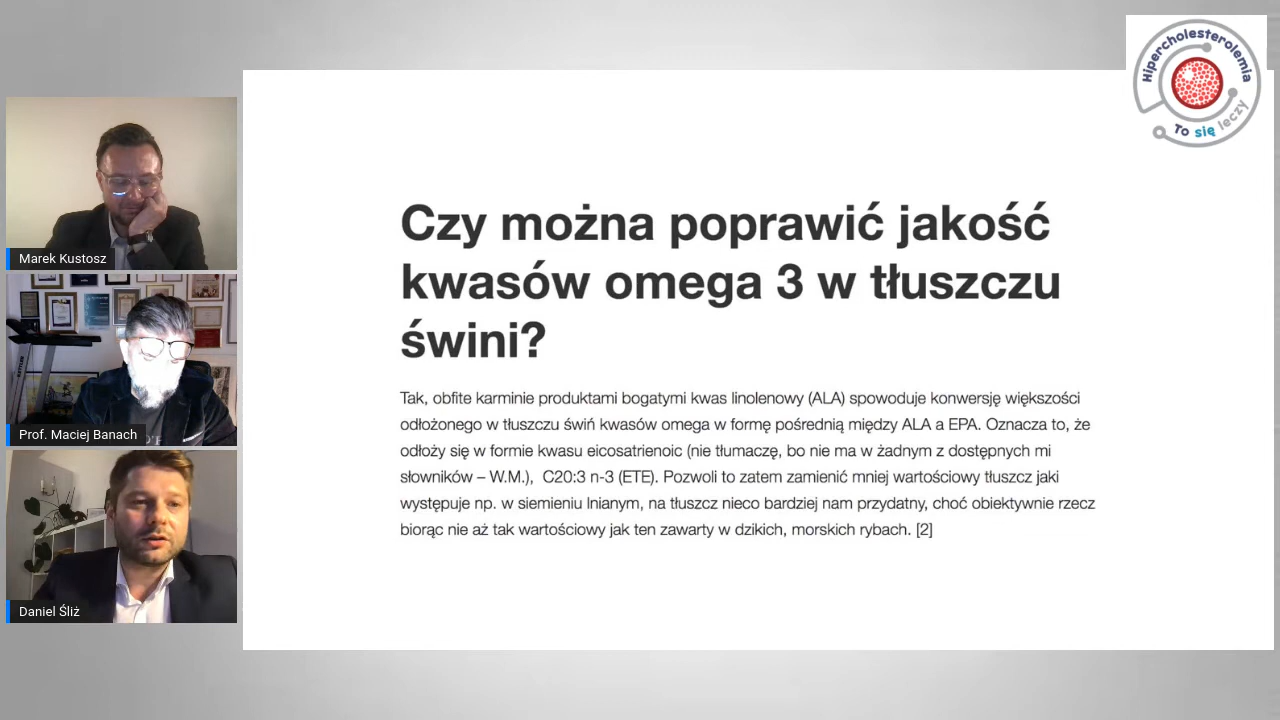 Hipercholesterolemia
To się leczy
Marek Kustosz
Prof. Maciej Banach
Daniel Śliż
Czy można poprawić jakość
kwasów omega 3 w tłuszczu
świni?
Tak, obfite karminie produktami bogatymi kwas linolenowy (ALA) spowoduje konwersję większości
odłożonego w tłuszczu świń kwasów omega w formę pośrednią między ALA a EPA. Oznacza to, że
odłoży się w formie kwasu eicosatrienoic (nie tłumaczę, bo nie ma w żadnym z dostępnych mi
słowników – W.M.),  C20:3 n-3 (ETE). Pozwoli to zatem zamienić mniej wartościowy tłuszcz jaki
występuje np. w siemieniu lnianym, na tłuszcz nieco bardziej nam przydatny, choć obiektywnie rzecz
biorąc nie aż tak wartościowy jak ten zawarty w dzikich, morskich rybach. [2]